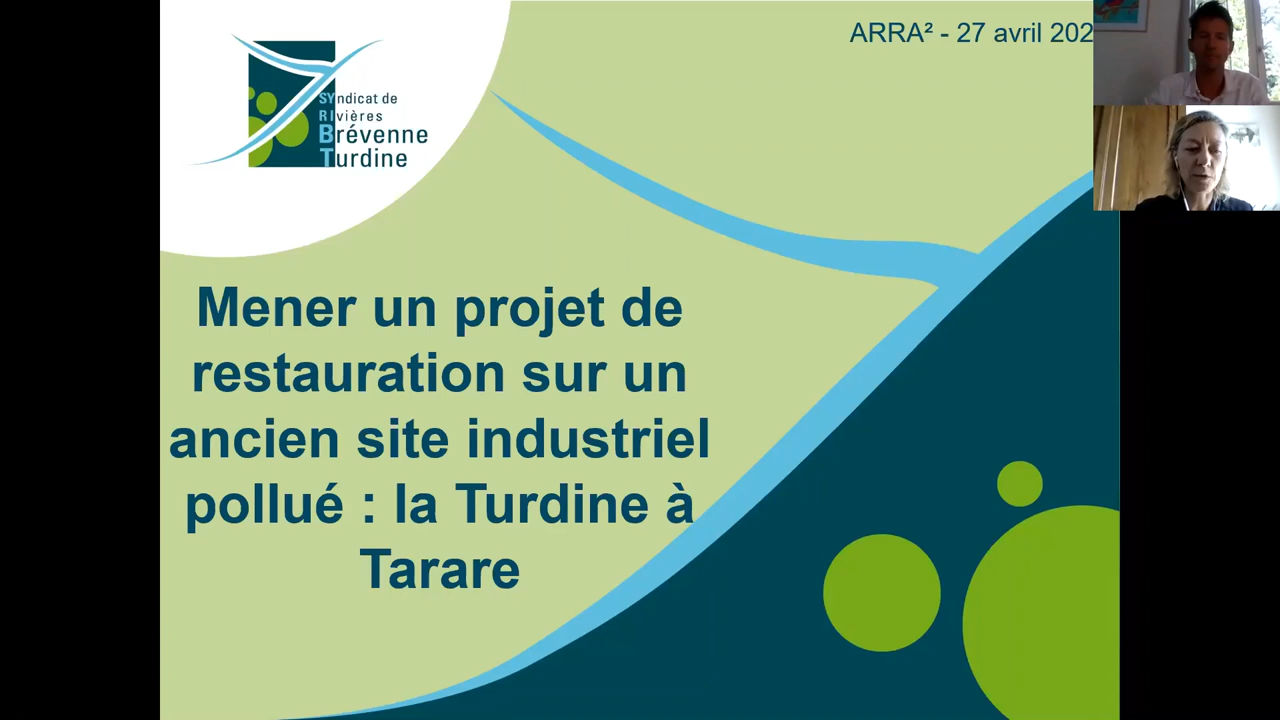 ARRA² - 27 avril 202
SYndicat de
RIvières
Brévenne
Turdine
Mener un projet de
restauration sur un
ancien site industriel
pollué : la Turdine à
Tarare